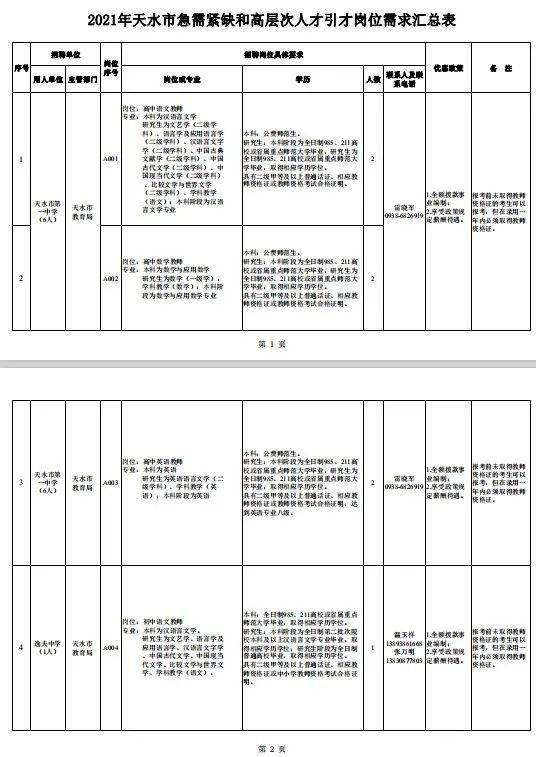 2021年天水市急需紧缺和高层次人才引才岗位需求汇总表
序号
招聘单位
用人单位
主管部门
岗位序号
招聘岗位具体要求
岗位或专业
学历
人数
联系人及联系电话
优惠政策
备 注
1
天水市第一中学（6人）
天水市教育局
A001
岗位：高中语文教师
专业：本科为汉语言文学
研究生为文艺学（二级学科）、语言学及应用语言学（二级学科）、汉语言文字学（二级学科）、中国古典文献学（二级学科）、中国古代文学（二级学科）、中国现当代文学（二级学科）、比较文学与世界文学（二级学科）、学科教学（语文）；本科阶段为汉语言文学专业
本科：公费师范生。
研究生：本科阶段为全日制985、211高校或省属重点师范大学毕业，研究生为全日制985、211高校或省属重点师范大学毕业，取得相应学历学位。
具有二级甲等及以上普通话证、相应教师资格证或教师资格考试合格证明。
2
雷晓军
0938-6826919
1.全额拨款事业编制；
2.享受政策规定薪酬待遇。
报考前未取得教师资格证的考生可以报考，但在录用一年内必须取得教师资格证。
2
A002
岗位：高中数学教师
专业：本科为数学与应用数学
研究生为数学（一级学科）、学科教学（数学）；本科阶段为数学与应用数学专业
本科：公费师范生。
研究生：本科阶段为全日制985、211高校或省属重点师范大学毕业，研究生为全日制985、211高校或省属重点师范大学毕业，取得相应学历学位。
具有二级甲等及以上普通话证、相应教师资格证或教师资格考试合格证明。
2
第 1 页
3
天水市第一中学（6人）
天水市教育局
A003
岗位：高中英语教师
专业：本科为英语
研究生为英语语言文学（二级学科）、学科教学（英语）；本科阶段为英语
本科：公费师范生。
研究生：本科阶段为全日制985、211高校或省属重点师范大学毕业，研究生为全日制985、211高校或省属重点师范大学毕业，取得相应学历学位。
具有二级甲等及以上普通话证、相应教师资格证或教师资格考试合格证明；达到英语专业八级。
2
雷晓军
0938-6826919
1.全额拨款事业编制；
2.享受政策规定薪酬待遇。
报考前未取得教师资格证的考生可以报考，但在录用一年内必须取得教师资格证。
4
逸夫中学（1人）
天水市教育局
A004
岗位：初中语文教师
专业：本科为汉语言文学。
研究生为文艺学、语言学及应用语言学、汉语言文字学、中国古代文学、中国现当代文学、比较文学与世界文学、学科教学（语文）。
本科：全日制985、211高校或省属重点师范大学毕业，取得相应学历学位。
研究生：本科阶段为全日制第二批次院校本科及以上汉语言文学专业毕业，取得相应学历学位；研究生阶段为全日制普通高校毕业，取得相应学历学位。
具有二级甲等及以上普通话证、相应教师资格证或中小学教师资格考试合格证明。
1
温玉祥
13893861668
张万明
13830877803
1.全额拨款事业编制；
2.享受政策规定薪酬待遇。
报考前未取得教师资格证的考生可以报考，但在录用一年内必须取得教师资格证。
第 2 页